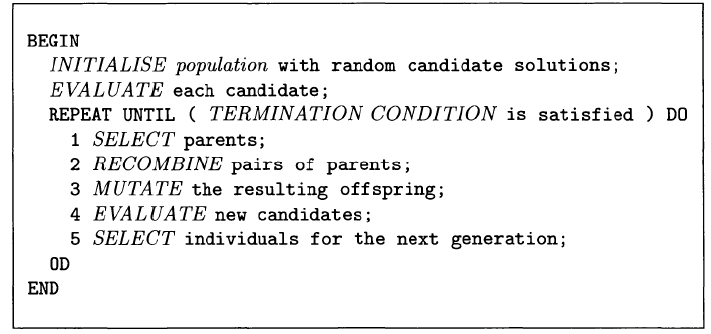 BEGIN
INITIALISE population with random candidate solutions;
EVALUATE each candidate;
REPEAT UNTIL ( TERMINATION CONDITION is satisfied ) DO
1 SELECT parents;
2 RECOMBINE pairs of parents;
3 MUTATE the resulting offspring;
4 EVALUATE new candidates;
5 SELECT individuals for the next generation;
OD
END